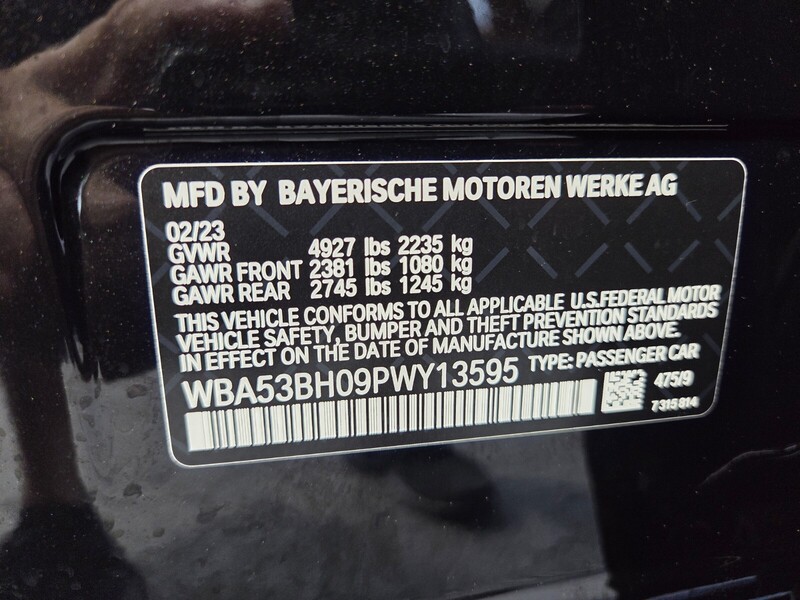 MFD BY BAYERISCHE MOTOREN WERKE AG
02/23
GVWR 4927 lbs 2235 kg
GAWR FRONT 2381 lbs 1080 kg
GAWR REAR 2745 lbs 1245 kg
THIS VEHICLE CONFORMS TO ALL APPLICABLE U.S.FEDERAL MOTOR
VEHICLE SAFETY, BUMPER AND THEFT PREVENTION STANDARDS
IN EFFECT ON THE DATE OF MANUFACTURE SHOWN ABOVE.
WBA53BH09PWY13595 TYPE: PASSENGER CAR
475/9
7315814